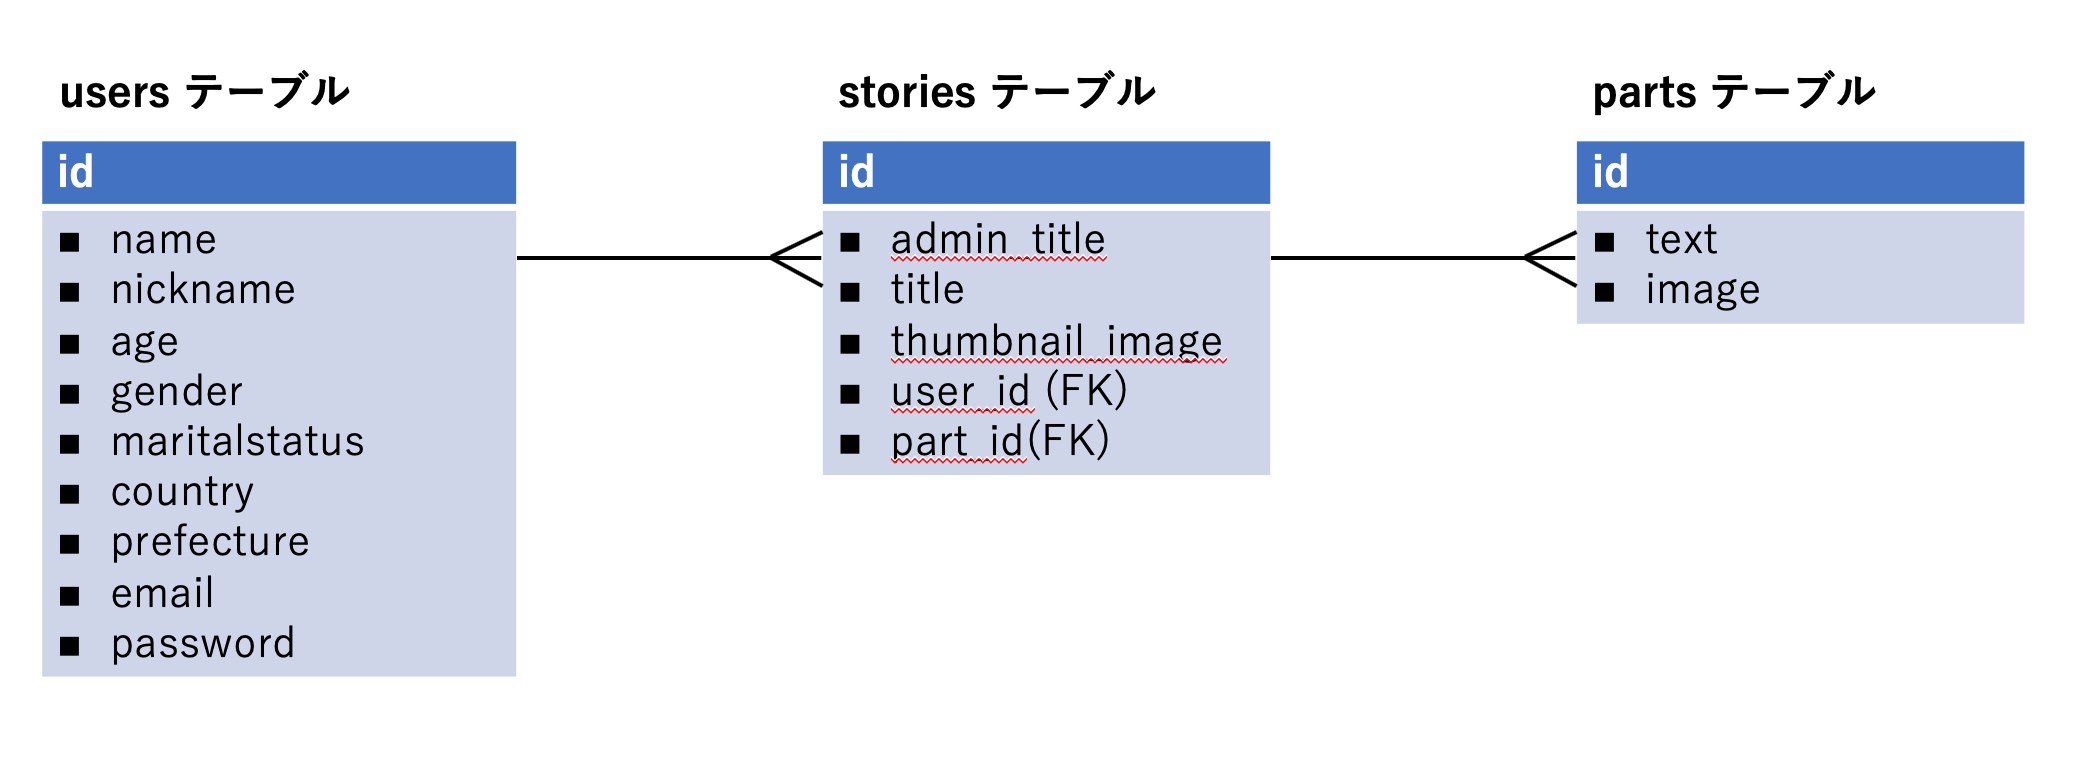 users テーブル
id
■ name
■ nickname
■ age
■ gender
■ maritalstatus
■ country
■ prefecture
■ email
■ password
stories テーブル
id
■ admin_title
■ title
■ thumbnail_image
■ user_id (FK)
■ part_id(FK)
parts テーブル
id
■ text
■ image